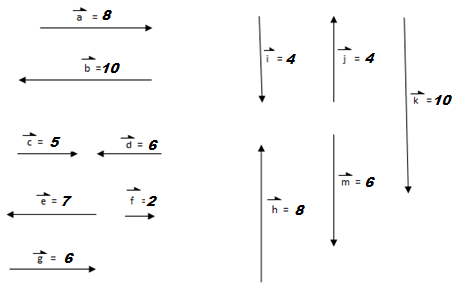 a = 8
b = 10
c = 5
d = 6
e = 7
f = 2
g = 6
i = 4
j = 4
k = 10
h = 8
m = 6